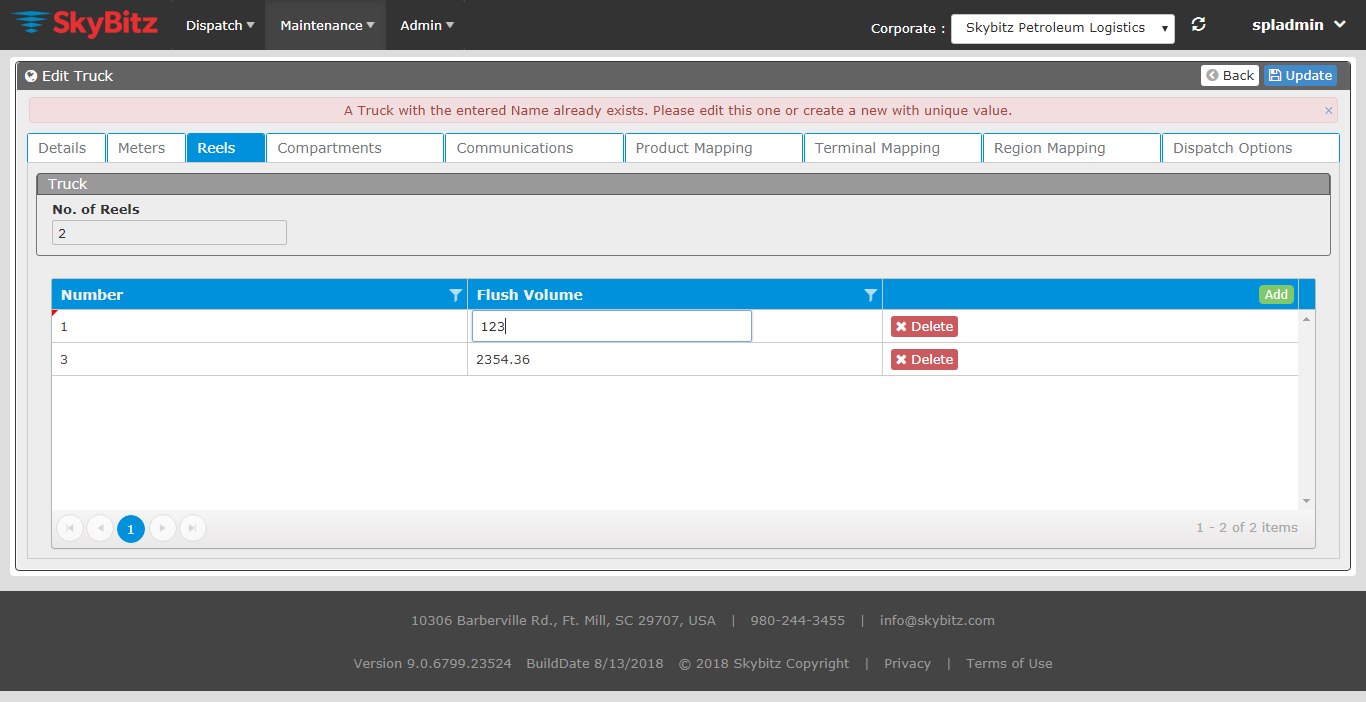 SkyBitz Dispatch Maintenance Admin Corporate : Skybitz Petroleum Logistics spladmin
Edit Truck Back Update
A Truck with the entered Name already exists. Please edit this one or create a new with unique value. ×
Details Meters Reels Compartments Communications Product Mapping Terminal Mapping Region Mapping Dispatch Options
Truck
No. of Reels
2
Number Flush Volume Add
1 123 Delete
3 2354.36 Delete
1 1 - 2 of 2 items
10306 Barberville Rd., Ft. Mill, SC 29707, USA | 980-244-3455 | info@skybitz.com
Version 9.0.6799.23524 BuildDate 8/13/2018 © 2018 Skybitz Copyright | Privacy | Terms of Use